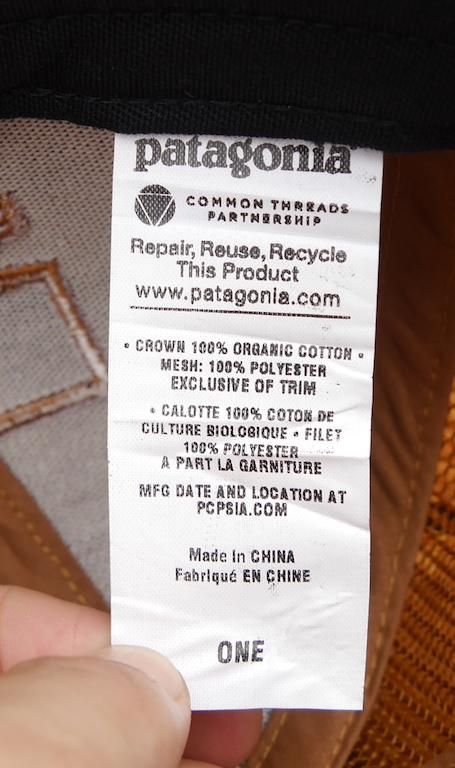 patagonia
COMMON THREADS
PARTNERSHIP
Repair, Reuse, Recycle
This Product
www.patagonia.com
• CROWN 100% ORGANIC COTTON •
MESH: 100% POLYESTER
EXCLUSIVE OF TRIM
• CALOTTE 100% COTON DE
CULTURE BIOLOGIQUE • FILET
100% POLYESTER
A PART LA GARNITURE
MFG DATE AND LOCATION AT
PCPSIA.COM
Made in CHINA
Fabriqué EN CHINE
ONE